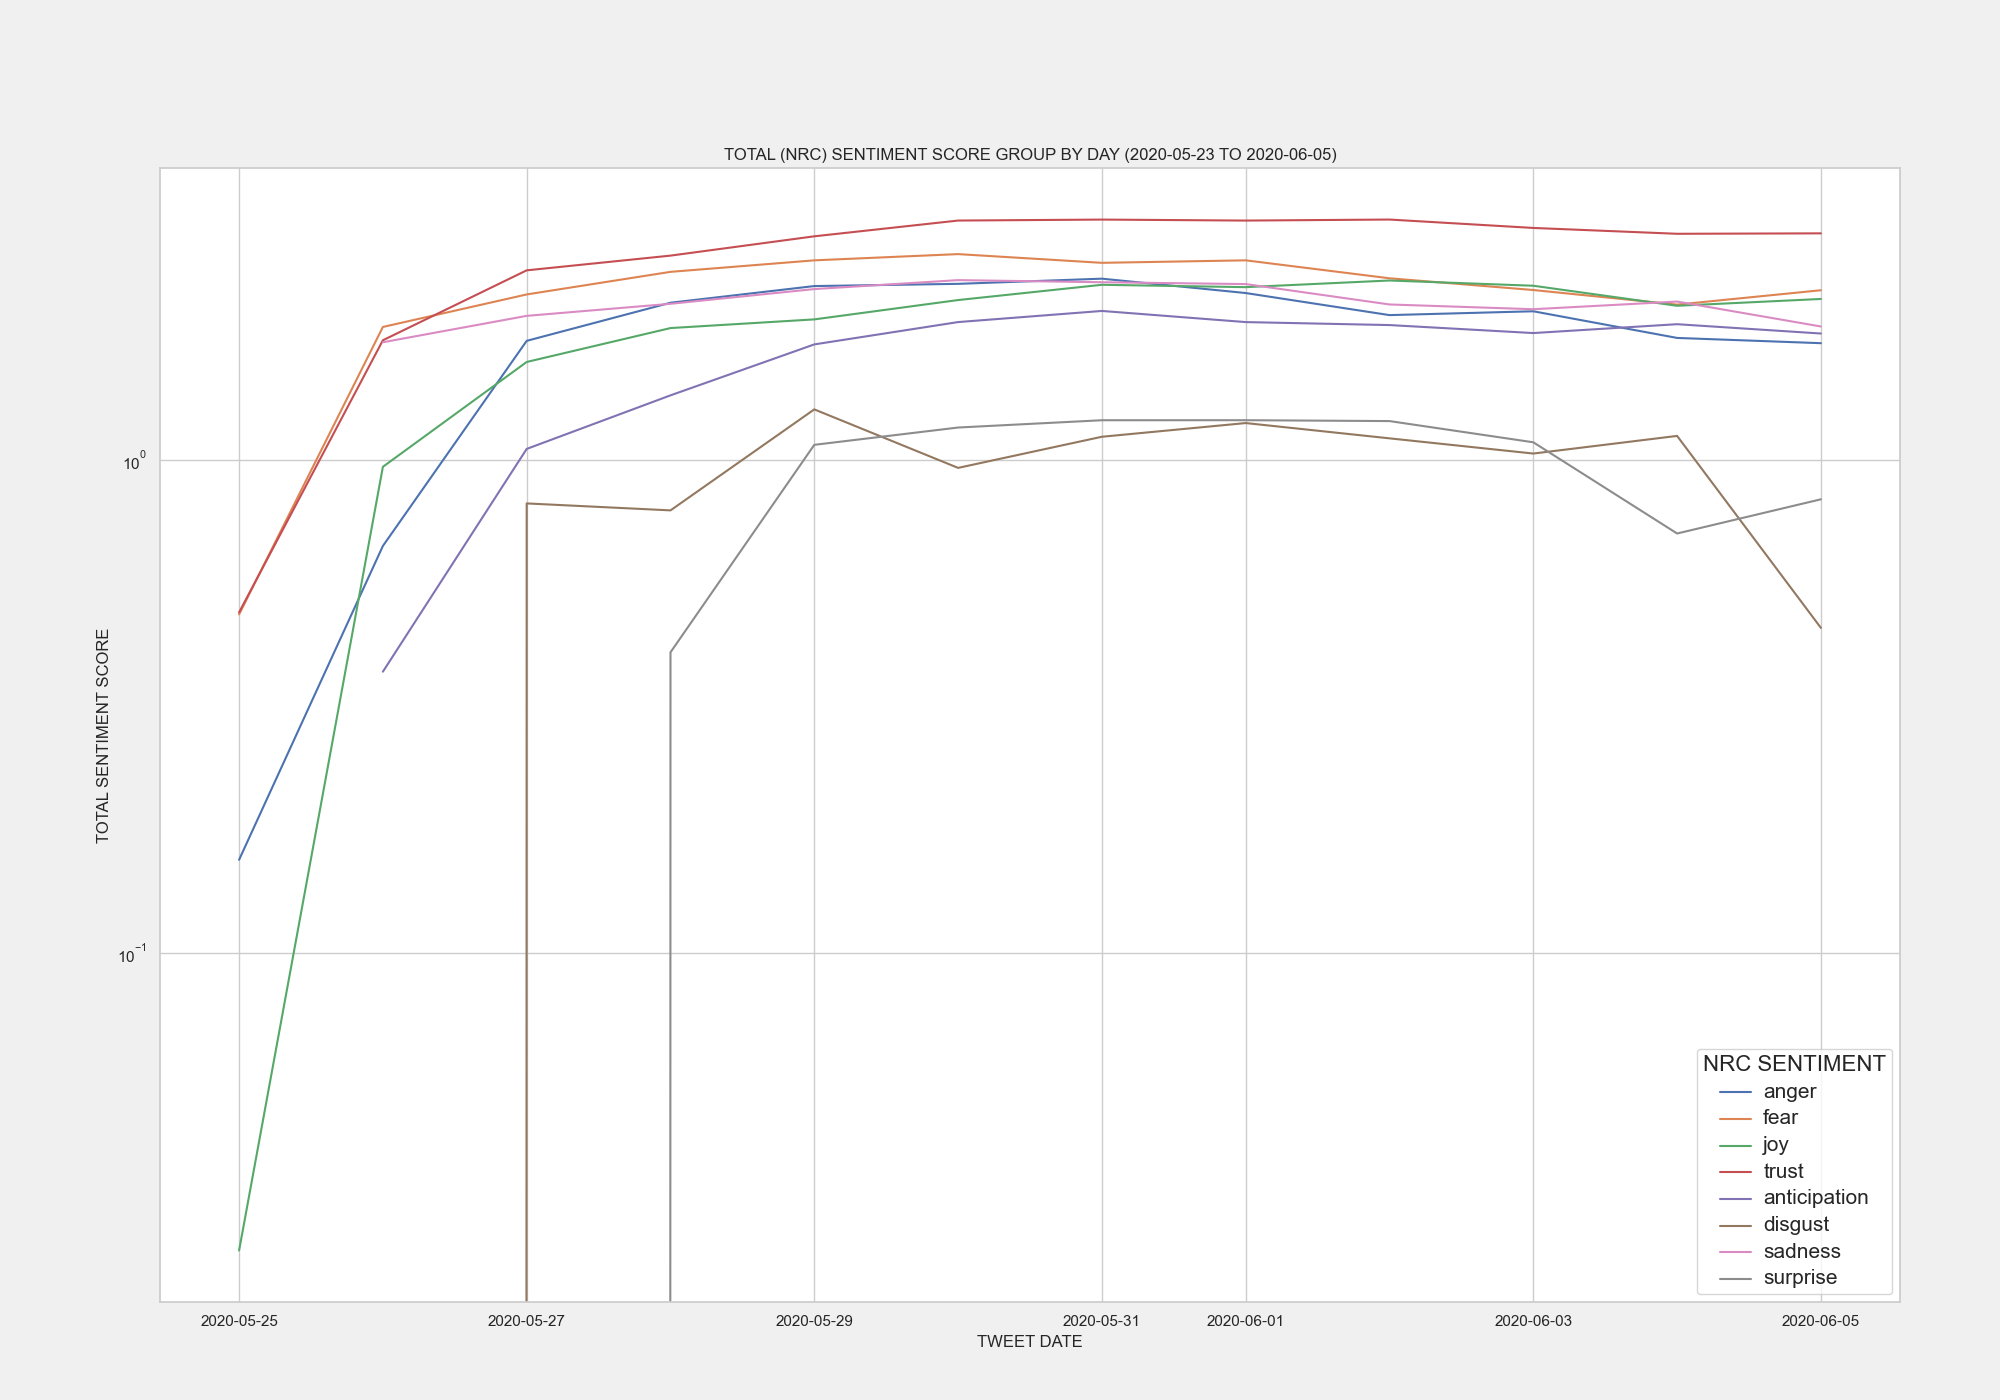 TOTAL (NRC) SENTIMENT SCORE GROUP BY DAY (2020-05-23 TO 2020-06-05)
TOTAL SENTIMENT SCORE
10⁰
10⁻¹
NRC SENTIMENT
anger
fear
joy
trust
anticipation
disgust
sadness
surprise
2020-05-25 2020-05-27 2020-05-29 2020-05-31 2020-06-01 2020-06-03 2020-06-05
TWEET DATE